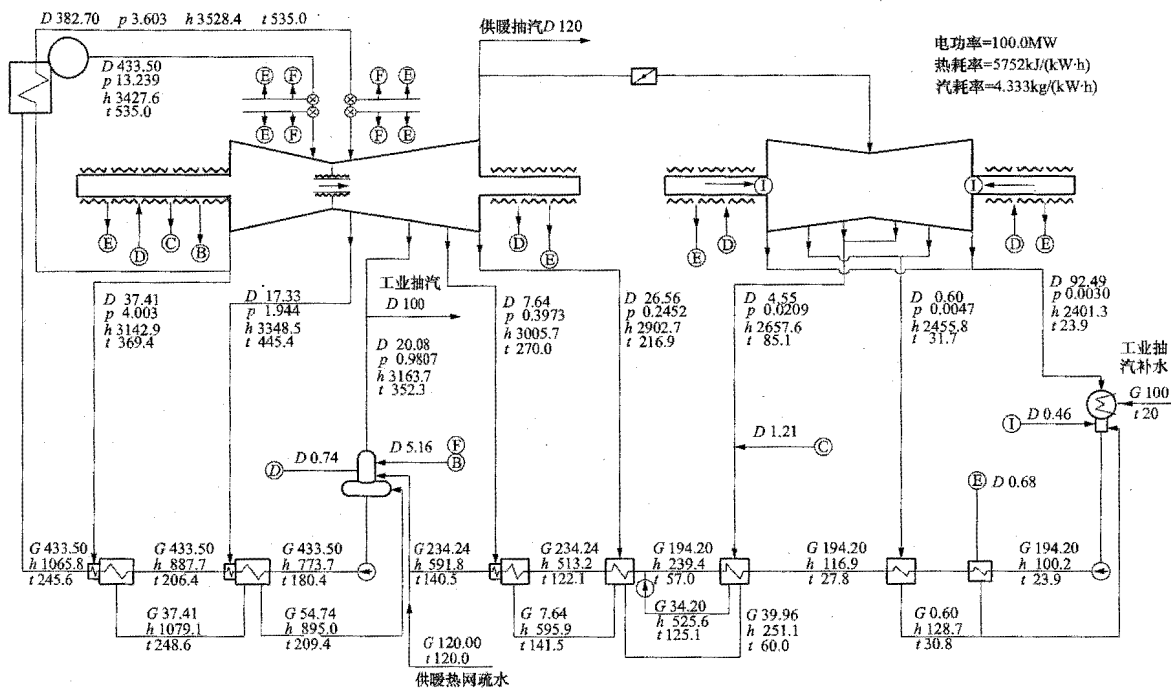 D 382.70 p 3.603 h 3528.4 t 535.0
供暖抽汽D 120
电功率=100.0MW
热耗率=5752kJ/(kW·h)
汽耗率=4.333kg/(kW·h)
D 433.50
p 13.239
h 3427.6
t 535.0
E F F E
E F F E
I I
E D C B
D E
E D
D E
D 37.41
p 4.003
h 3142.9
t 369.4
D 17.33
p 1.944
h 3348.5
t 445.4
工业抽汽
D 100
D 20.08
p 0.9807
h 3163.7
t 352.3
D 7.64
p 0.3973
h 3005.7
t 270.0
D 26.56
p 0.2452
h 2902.7
t 216.9
D 4.55
p 0.0209
h 2657.6
t 85.1
D 0.60
p 0.0047
h 2455.8
t 31.7
D 92.49
p 0.0030
h 2401.3
t 23.9
工业抽
汽补水
G 100
t 20
I D 0.46
D 1.21 C
D D 0.74
D 5.16 F
B
E D 0.68
G 433.50
h 1065.8
t 245.6
G 433.50
h 887.7
t 206.4
G 433.50
h 773.7
t 180.4
G 234.24
h 591.8
t 140.5
G 234.24
h 513.2
t 122.1
G 194.20
h 239.4
t 57.0
G 194.20
h 116.9
t 27.8
G 194.20
h 100.2
t 23.9
G 37.41
h 1079.1
t 248.6
G 54.74
h 895.0
t 209.4
G 120.00
t 120.0
供暖热网疏水
G 7.64
h 595.9
t 141.5
G 34.20
h 525.6
t 125.1
G 39.96
h 251.1
t 60.0
G 0.60
h 128.7
t 30.8